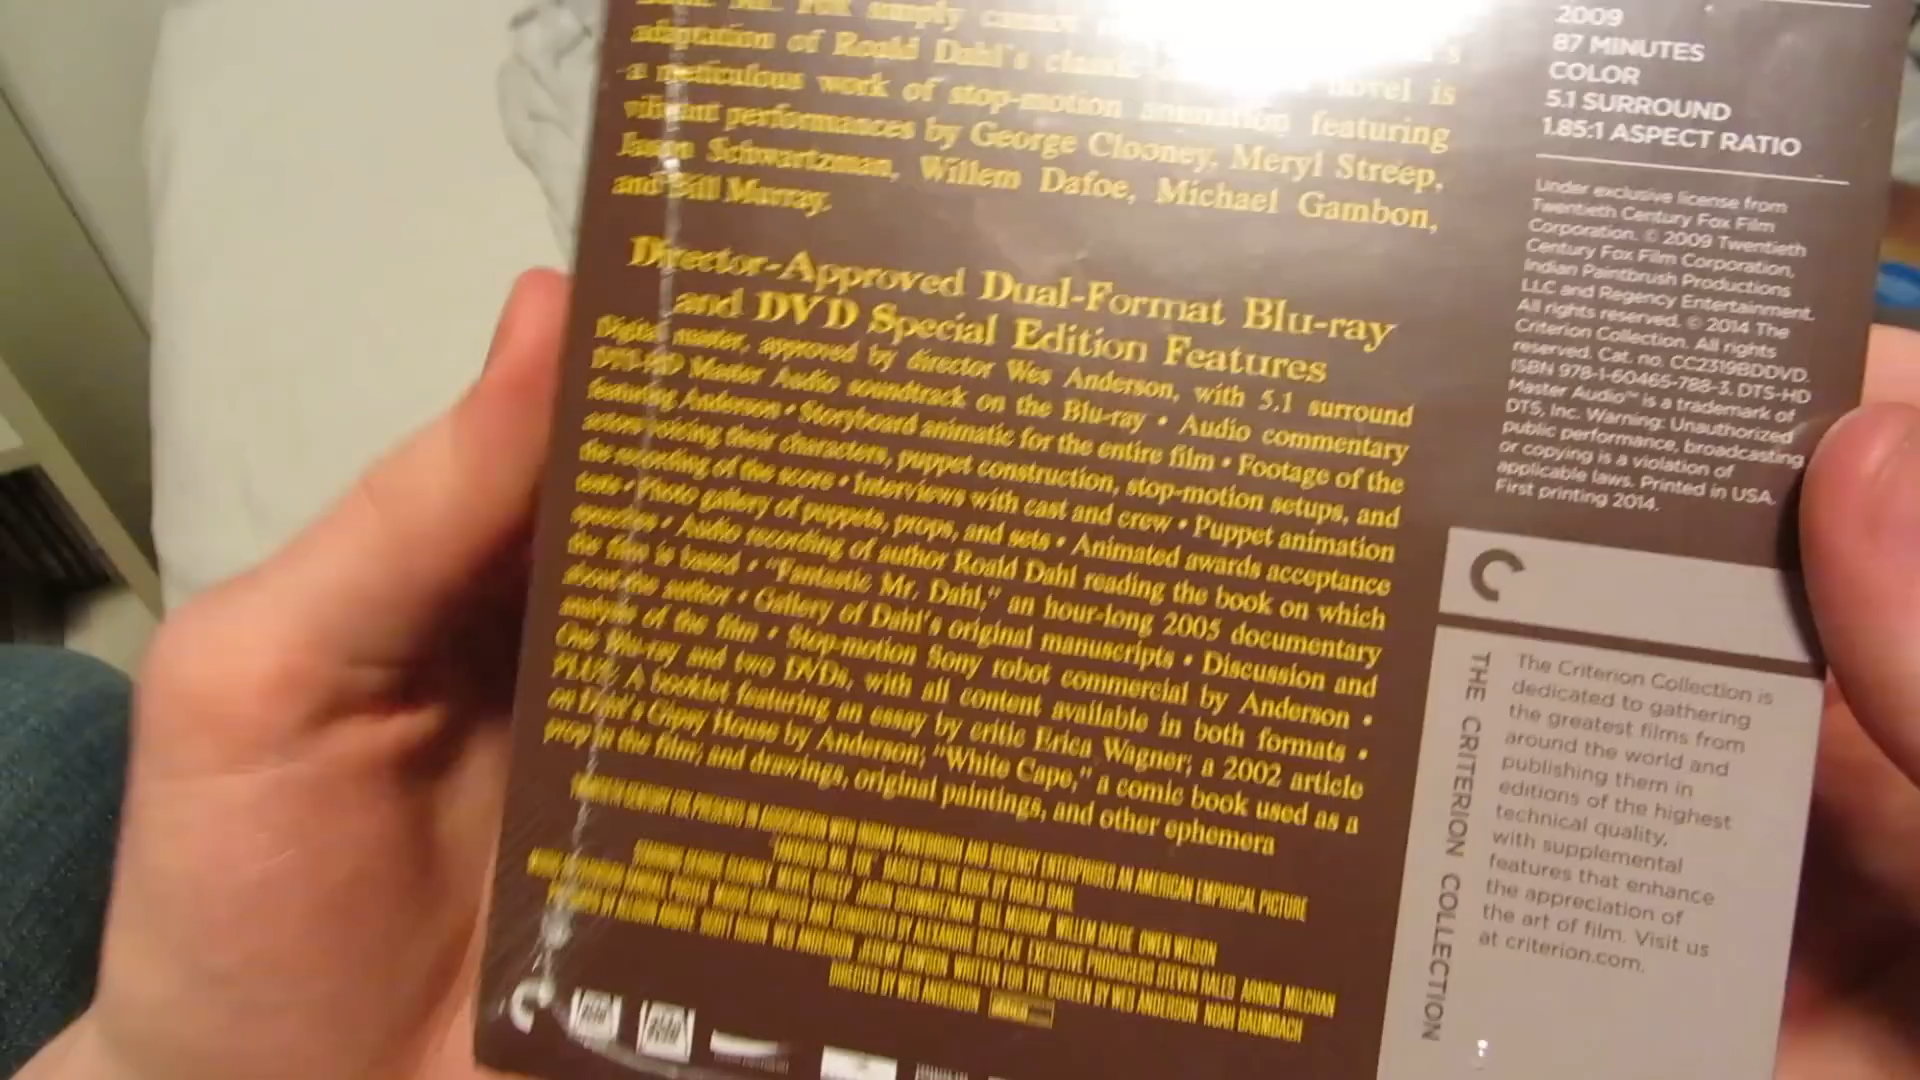 Mr. Fox simply cannot
adaptation of Roald Dahl's classic
a meticulous work of stop-motion animation featuring
novel is
vibrant performances by George Clooney, Meryl Streep,
Jason Schwartzman, Willem Dafoe, Michael Gambon,
and Bill Murray.
Director-Approved Dual-Format Blu-ray
and DVD Special Edition Features
Digital master, approved by director Wes Anderson, with 5.1 surround
DTS-HD Master Audio soundtrack on the Blu-ray • Audio commentary
featuring Anderson • Storyboard animatic for the entire film • Footage of the
actors voicing their characters, puppet construction, stop-motion setups, and
the recording of the score • Interviews with cast and crew • Puppet animation
tests • Photo gallery of puppets, props, and sets • Animated awards acceptance
speeches • Audio recording of author Roald Dahl reading the book on which
the film is based • "Fantastic Mr. Dahl," an hour-long 2005 documentary
about the author • Gallery of Dahl's original manuscripts • Discussion and
analysis of the film • Stop-motion Sony robot commercial by Anderson •
One Blu-ray and two DVDs, with all content available in both formats •
PLUS: A booklet featuring an essay by critic Erica Wagner; a 2002 article
on Dahl's Gipsy House by Anderson; "White Cape," a comic book used as a
prop in the film; and drawings, original paintings, and other ephemera
DIRECTED BY WES ANDERSON
2009
87 MINUTES
COLOR
5.1 SURROUND
1.85:1 ASPECT RATIO
Under exclusive license from
Twentieth Century Fox Film
Corporation. © 2009 Twentieth
Century Fox Film Corporation,
Indian Paintbrush Productions
LLC and Regency Entertainment.
All rights reserved. © 2014 The
Criterion Collection. All rights
reserved. Cat. no. CC2319BDDVD.
ISBN 978-1-60465-788-3. DTS-HD
Master Audio™ is a trademark of
DTS, Inc. Warning: Unauthorized
public performance, broadcasting
or copying is a violation of
applicable laws. Printed in USA.
First printing 2014.
THE CRITERION COLLECTION
The Criterion Collection is
dedicated to gathering
the greatest films from
around the world and
publishing them in
editions of the highest
technical quality,
with supplemental
features that enhance
the appreciation of
the art of film. Visit us
at criterion.com.